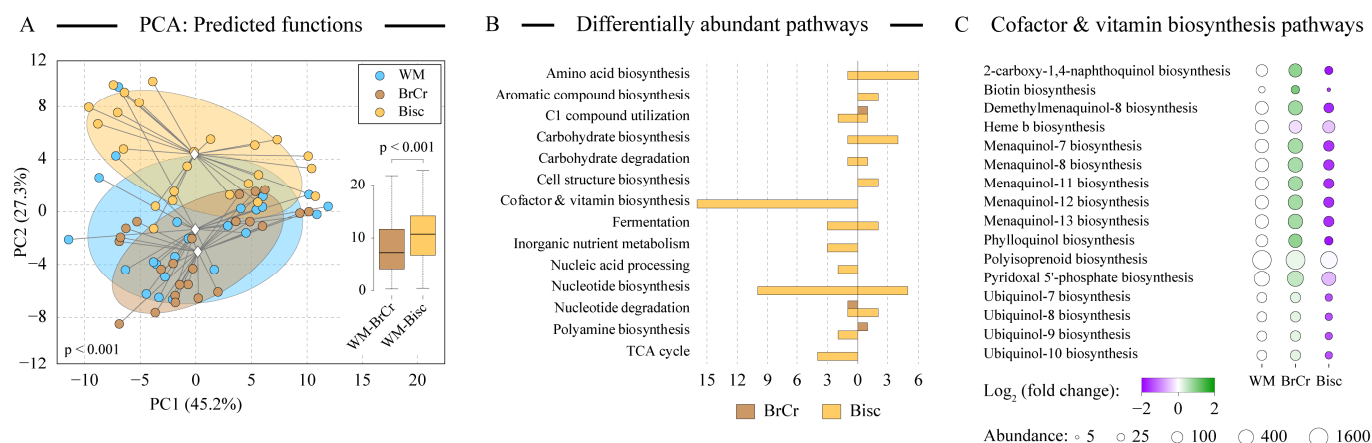 A PCA: Predicted functions
12
8
4
0
−4
−8
−12
PC2 (27.3%)
WM
BrCr
Bisc
p < 0.001
20
10
0
WM-BrCr
WM-Bisc
p < 0.001
−10 −5 0 5 10 15 20
PC1 (45.2%)
B Differentially abundant pathways
Amino acid biosynthesis
Aromatic compound biosynthesis
C1 compound utilization
Carbohydrate biosynthesis
Carbohydrate degradation
Cell structure biosynthesis
Cofactor & vitamin biosynthesis
Fermentation
Inorganic nutrient metabolism
Nucleic acid processing
Nucleotide biosynthesis
Nucleotide degradation
Polyamine biosynthesis
TCA cycle
15 12 9 6 3 0 3 6
BrCr Bisc
C Cofactor & vitamin biosynthesis pathways
2-carboxy-1,4-naphthoquinol biosynthesis
Biotin biosynthesis
Demethylmenaquinol-8 biosynthesis
Heme b biosynthesis
Menaquinol-7 biosynthesis
Menaquinol-8 biosynthesis
Menaquinol-11 biosynthesis
Menaquinol-12 biosynthesis
Menaquinol-13 biosynthesis
Phylloquinol biosynthesis
Polyisoprenoid biosynthesis
Pyridoxal 5'-phosphate biosynthesis
Ubiquinol-7 biosynthesis
Ubiquinol-8 biosynthesis
Ubiquinol-9 biosynthesis
Ubiquinol-10 biosynthesis
WM BrCr Bisc
Log2 (fold change):
−2 0 2
Abundance: 5 25 100 400 1600